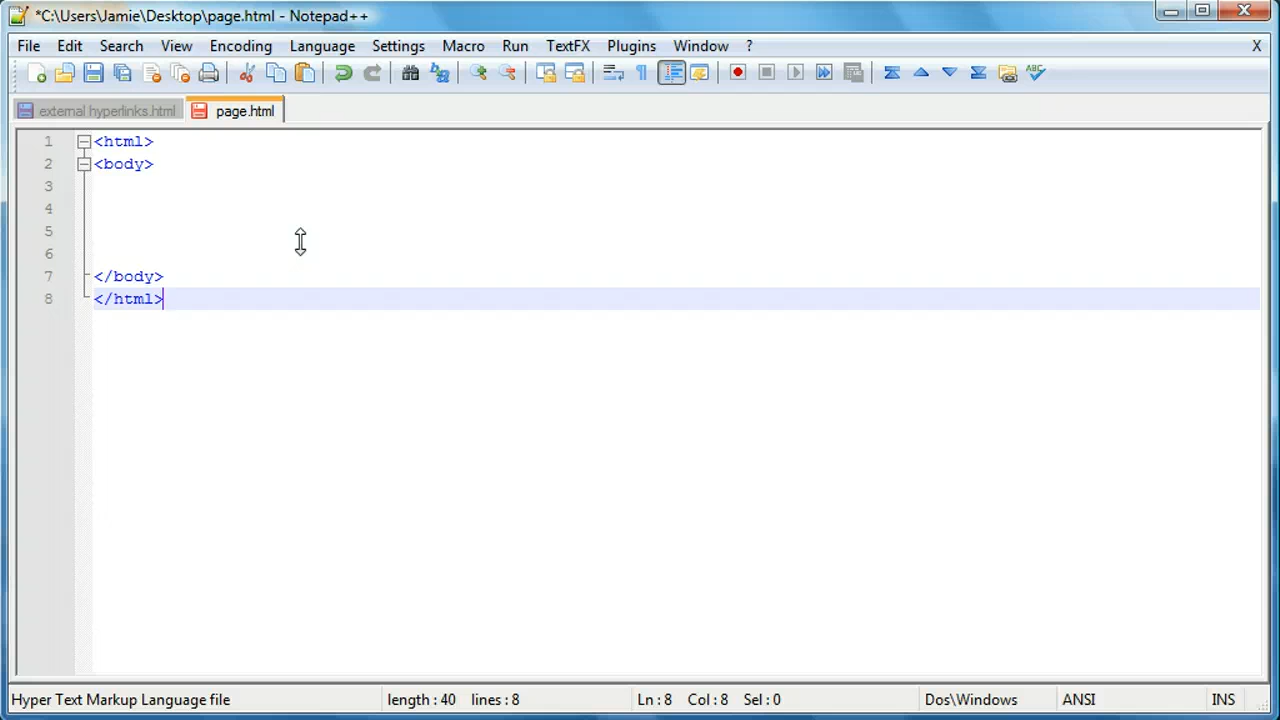 *C:\Users\Jamie\Desktop\page.html - Notepad++
File Edit Search View Encoding Language Settings Macro Run TextFX Plugins Window ? X
external hyperlinks.html page.html
1 <html>
2 <body>
3
4
5
6
7 </body>
8 </html>
Hyper Text Markup Language file length : 40 lines : 8 Ln : 8 Col : 8 Sel : 0 Dos\Windows ANSI INS